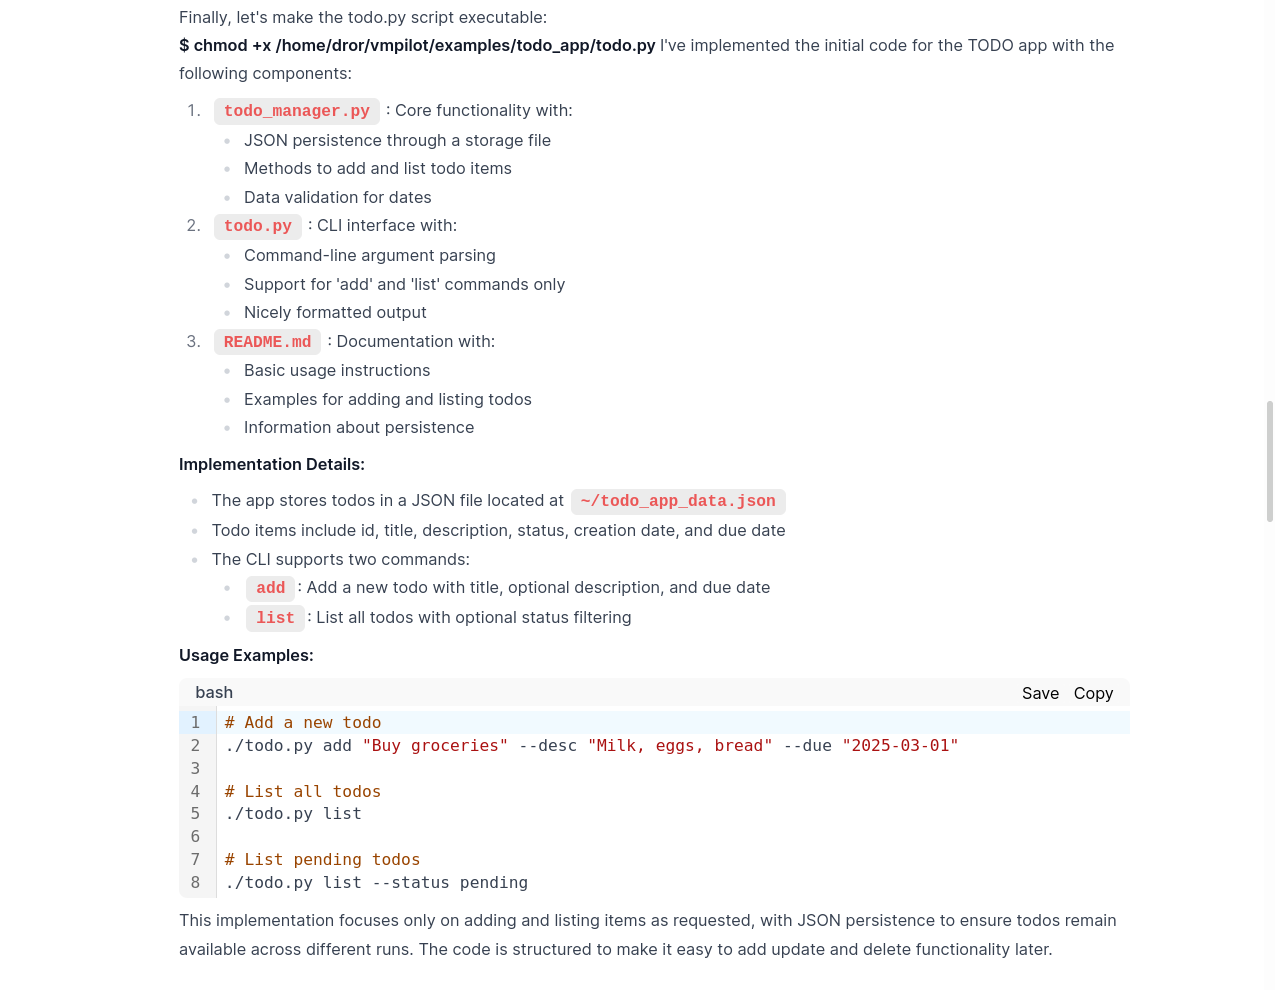 Finally, let's make the todo.py script executable:
$ chmod +x /home/dror/vmpilot/examples/todo_app/todo.py I've implemented the initial code for the TODO app with the
following components:
1. todo_manager.py : Core functionality with:
• JSON persistence through a storage file
• Methods to add and list todo items
• Data validation for dates
2. todo.py : CLI interface with:
• Command-line argument parsing
• Support for 'add' and 'list' commands only
• Nicely formatted output
3. README.md : Documentation with:
• Basic usage instructions
• Examples for adding and listing todos
• Information about persistence
Implementation Details:
• The app stores todos in a JSON file located at ~/todo_app_data.json
• Todo items include id, title, description, status, creation date, and due date
• The CLI supports two commands:
• add : Add a new todo with title, optional description, and due date
• list : List all todos with optional status filtering
Usage Examples:
bash Save Copy
1 # Add a new todo
2 ./todo.py add "Buy groceries" --desc "Milk, eggs, bread" --due "2025-03-01"
3
4 # List all todos
5 ./todo.py list
6
7 # List pending todos
8 ./todo.py list --status pending
This implementation focuses only on adding and listing items as requested, with JSON persistence to ensure todos remain
available across different runs. The code is structured to make it easy to add update and delete functionality later.